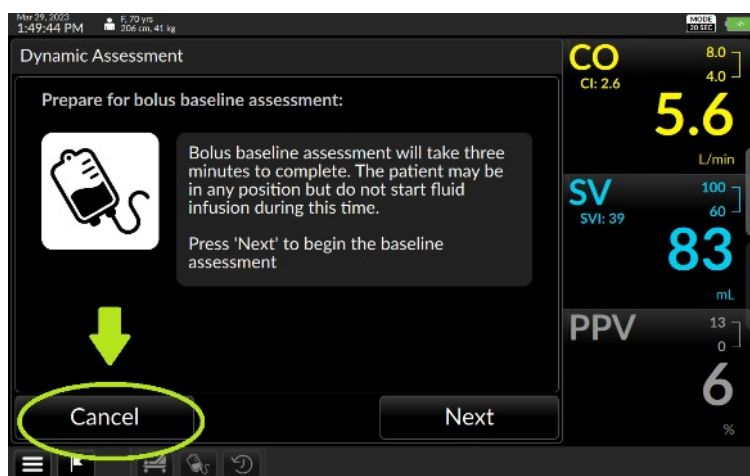 Mar 29, 2023
1:49:44 PM
F, 70 yrs
206 cm, 41 kg
MODE
20 SEC
Dynamic Assessment
Prepare for bolus baseline assessment:
Bolus baseline assessment will take three
minutes to complete. The patient may be
in any position but do not start fluid
infusion during this time.
Press 'Next' to begin the baseline
assessment
Cancel
Next
CO
CI: 2.6
8.0
4.0
5.6
L/min
SV
SVI: 39
100
60
83
mL
PPV
13
0
6
%